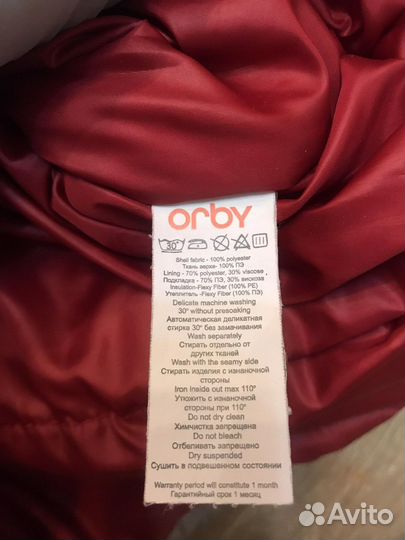 orby
30°
Shell fabric - 100% polyester
Ткань верха- 100% ПЭ
Lining - 70% polyester, 30% viscose
Подкладка - 70% ПЭ, 30% вискоза
Insulation-Flexy Fiber (100% PE)
Утеплитель -Flexy Fiber (100% ПЭ)
Delicate machine washing
30° without presoaking
Автоматическая деликатная
стирка 30° без замачивания
Wash separately
Стирать отдельно от
других тканей
Wash with the seamy side
Стирать изделия с изнаночной
стороны
Iron inside out max 110°
Утюжить с изнаночной
стороны при 110°
Do not dry clean
Химчистка запрещена
Do not bleach
Отбеливать запрещено
Dry suspended
Сушить в подвешенном состоянии
Warranty period will constitute 1 month
Гарантийный срок 1 месяц
Avito